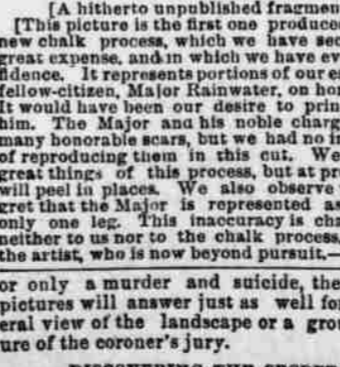 [A hitherto unpublished fragmen
[This picture is the first one produce
new chalk process, which we have sec
great expense, and in which we have ev
fidence. It represents portions of our es
fellow-citizen, Major Rainwater, on hor
It would have been our desire to prin
him. The Major and his noble charg
many honorable scars, but we had no in
of reproducing them in this cut. We
great things of this process, but at pr
will peel in places. We also observe
gret that the Major is represented as
only one leg. This inaccuracy is cha
neither to us nor to the chalk process,
the artist, who is now beyond pursuit.—
or only a murder and suicide, the
pictures will answer just as well fo
eral view of the landscape or a gro
ure of the coroner's jury.